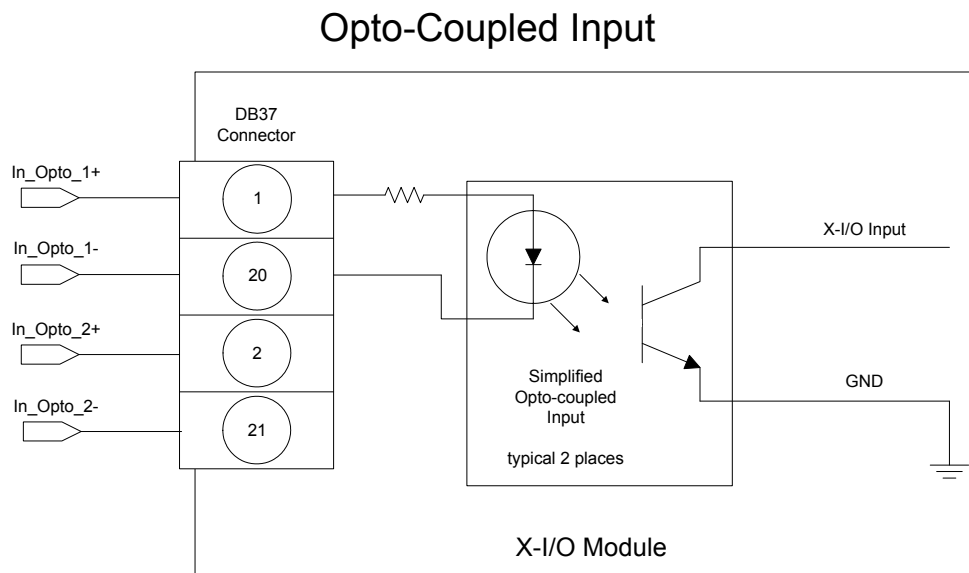 Opto-Coupled Input
DB37
Connector
In_Opto_1+
1
X-I/O Input
In_Opto_1-
20
In_Opto_2+
2
Simplified
Opto-coupled
Input
GND
In_Opto_2-
21
typical 2 places
X-I/O Module